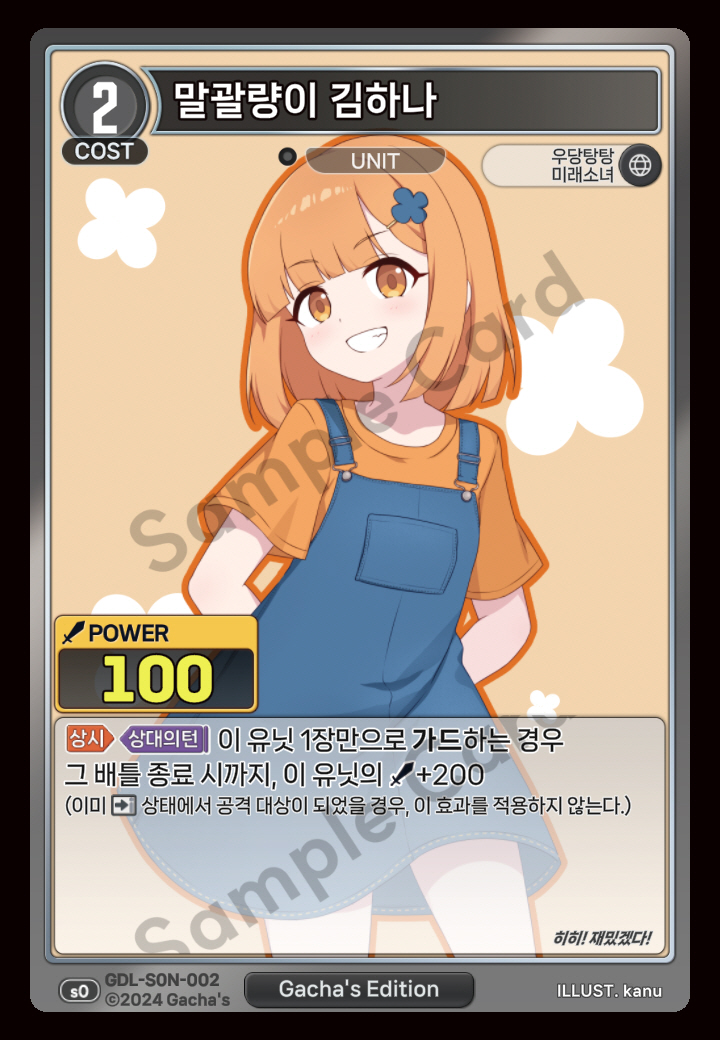 2
COST
말괄량이 김하나
UNIT
우당탕탕
미래소녀
Sample Card
POWER
100
상시 상대의턴 이 유닛 1장만으로 가드하는 경우
그 배틀 종료 시까지, 이 유닛의 +200
(이미 상태에서 공격 대상이 되었을 경우, 이 효과를 적용하지 않는다.)
Sample Card
히히! 재밌겠다!
s0
GDL-S0N-002
©2024 Gacha's
Gacha's Edition
ILLUST. kanu